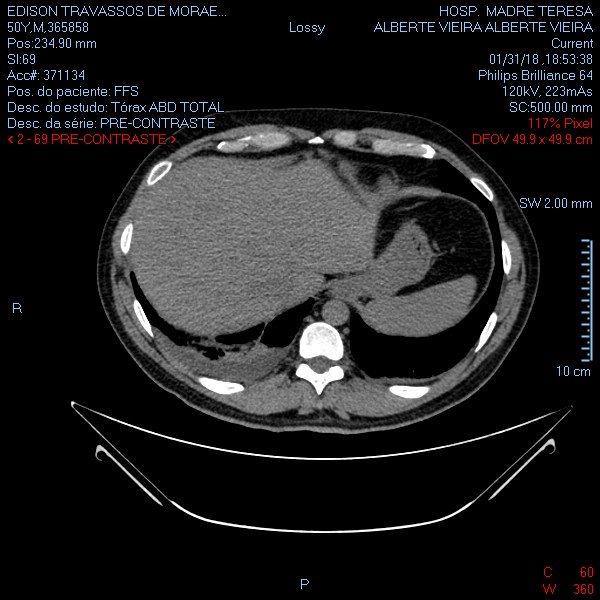 EDISON TRAVASSOS DE MORAE...
50Y,M,365858
Pos:234.90 mm
SI:69
Acc#: 371134
Pos. do paciente: FFS
Desc. do estudo: Tórax ABD TOTAL
Desc. da série: PRE-CONTRASTE
< 2 - 69 PRE-CONTRASTE >
Lossy
HOSP. MADRE TERESA
ALBERTE VIEIRA ALBERTE VIEIRA
Current
01/31/18 ,18:53:38
Philips Brilliance 64
120kV, 223mAs
SC:500.00 mm
117% Pixel
DFOV 49.9 x 49.9 cm
SW 2.00 mm
R
10 cm
P
C 60
W 360